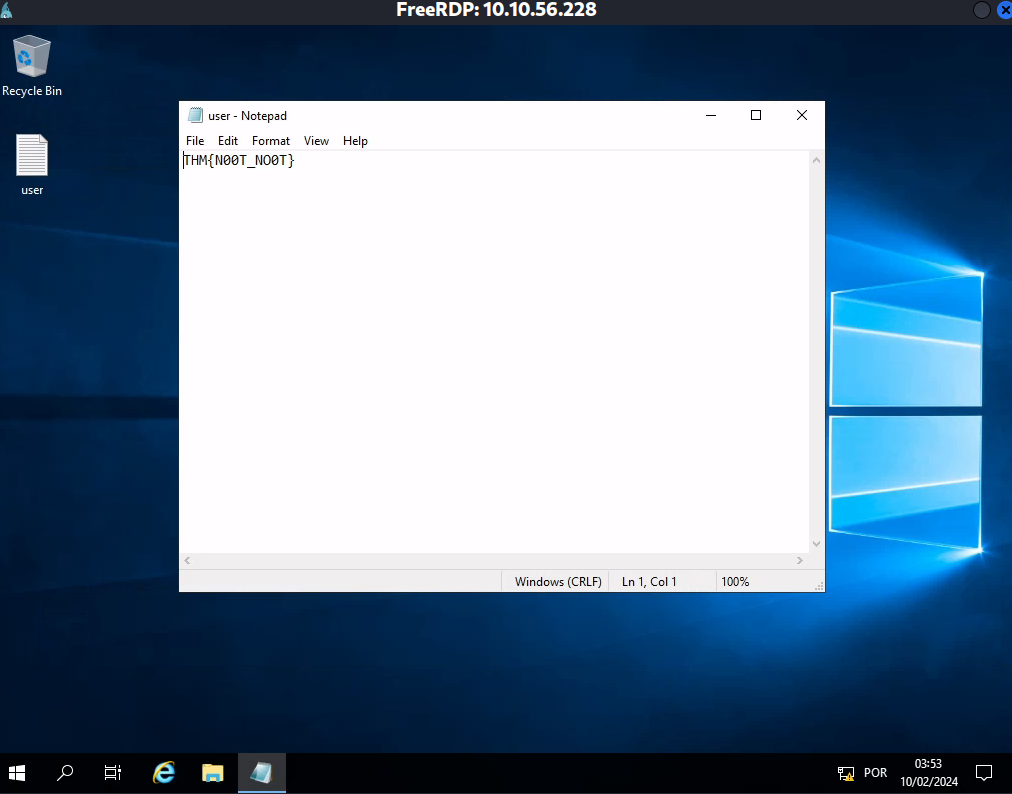 FreeRDP: 10.10.56.228
Recycle Bin
user
user - Notepad
File Edit Format View Help
THM{N00T_NO0T}
Windows (CRLF) Ln 1, Col 1 100%
POR
03:53
10/02/2024